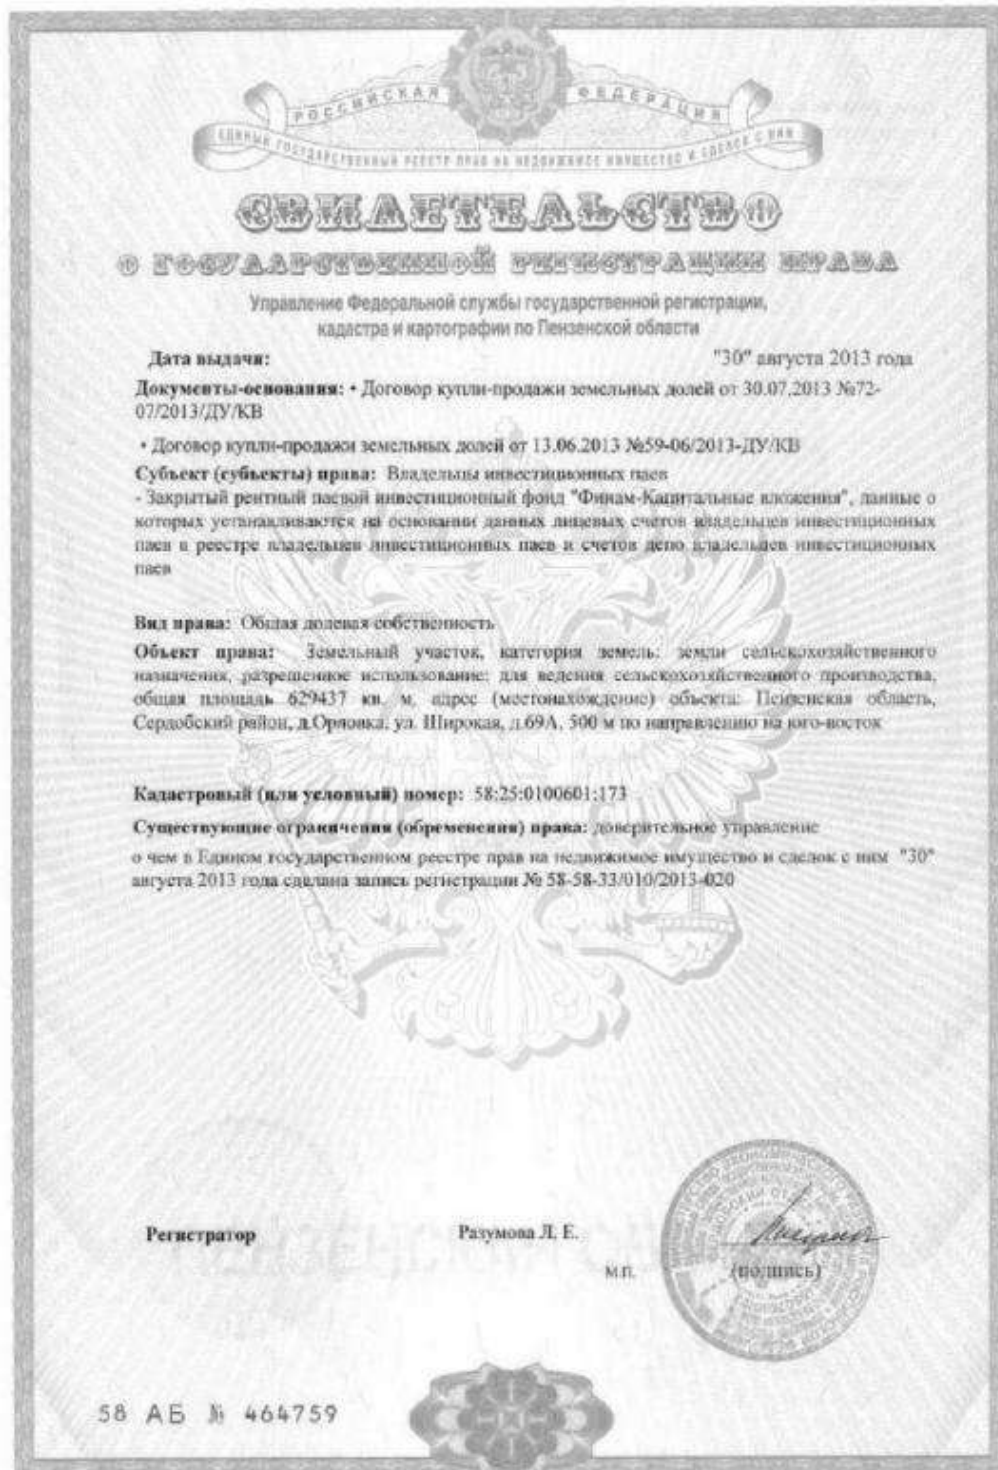 РОССИЙСКАЯ ФЕДЕРАЦИЯ
ЕДИНЫЙ ГОСУДАРСТВЕННЫЙ РЕЕСТР ПРАВ НА НЕДВИЖИМОЕ ИМУЩЕСТВО И СДЕЛОК С НИМ
СВИДЕТЕЛЬСТВО
О ГОСУДАРСТВЕННОЙ РЕГИСТРАЦИИ ПРАВА
Управление Федеральной службы государственной регистрации,
кадастра и картографии по Пензенской области
Дата выдачи: "30" августа 2013 года
Документы-основания: • Договор купли-продажи земельных долей от 30.07.2013 №72-
07/2013/ДУ/КВ
• Договор купли-продажи земельных долей от 13.06.2013 №59-06/2013-ДУ/КВ
Субъект (субъекты) права: Владельцы инвестиционных паев
- Закрытый рентный паевой инвестиционный фонд "Финам-Капитальные вложения", данные о
которых устанавливаются на основании данных лицевых счетов владельцев инвестиционных
паев в реестре владельцев инвестиционных паев и счетов депо владельцев инвестиционных
паев
Вид права: Общая долевая собственность
Объект права: Земельный участок, категория земель: земли сельскохозяйственного
назначения, разрешенное использование: для ведения сельскохозяйственного производства,
общая площадь 629437 кв. м, адрес (местонахождение) объекта: Пензенская область,
Сердобский район, д.Орловка, ул. Широкая, д.69А, 500 м по направлению на юго-восток
Кадастровый (или условный) номер: 58:25:0100601:173
Существующие ограничения (обременения) права: доверительное управление
о чем в Едином государственном реестре прав на недвижимое имущество и сделок с ним "30"
августа 2013 года сделана запись регистрации № 58-58-33/010/2013-020
Регистратор Разумова Л. Е.
М.П. (подпись)
58 АБ № 464759